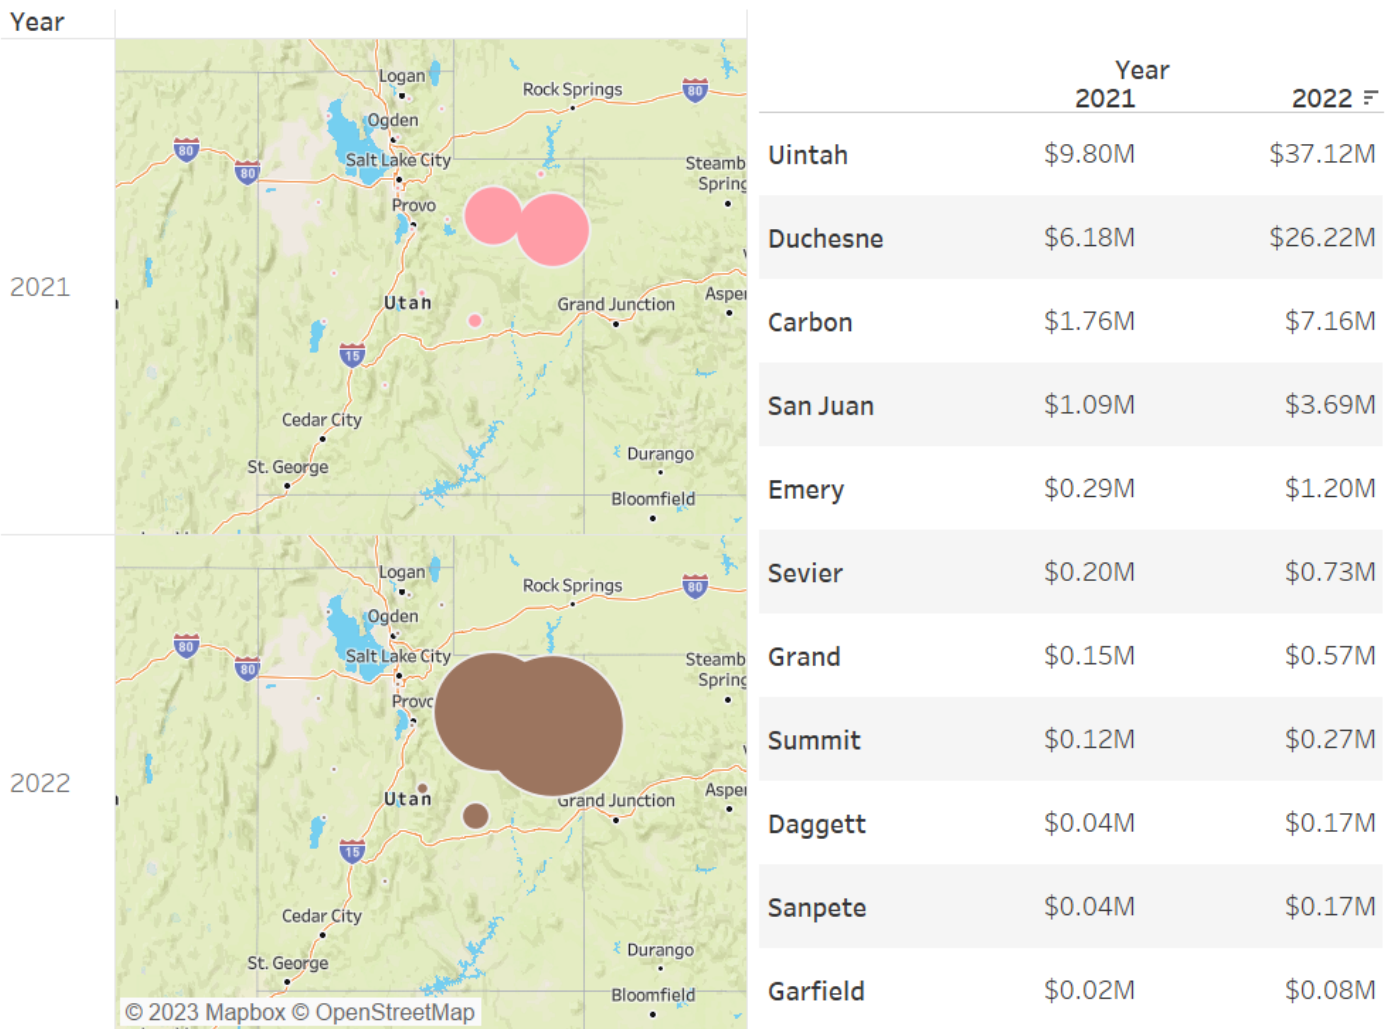 Year
2021
Logan
Rock Springs
80
Ogden
80
Salt Lake City
80
Steamb
Spring
Provo
Utah
Grand Junction
Aspen
15
Cedar City
St. George
Durango
Bloomfield
2022
Logan
Rock Springs
80
Ogden
80
Salt Lake City
80
Steamb
Spring
Provo
Utah
Grand Junction
Aspen
15
Cedar City
St. George
Durango
Bloomfield
© 2023 Mapbox © OpenStreetMap
Year
2021 2022
Uintah $9.80M $37.12M
Duchesne $6.18M $26.22M
Carbon $1.76M $7.16M
San Juan $1.09M $3.69M
Emery $0.29M $1.20M
Sevier $0.20M $0.73M
Grand $0.15M $0.57M
Summit $0.12M $0.27M
Daggett $0.04M $0.17M
Sanpete $0.04M $0.17M
Garfield $0.02M $0.08M